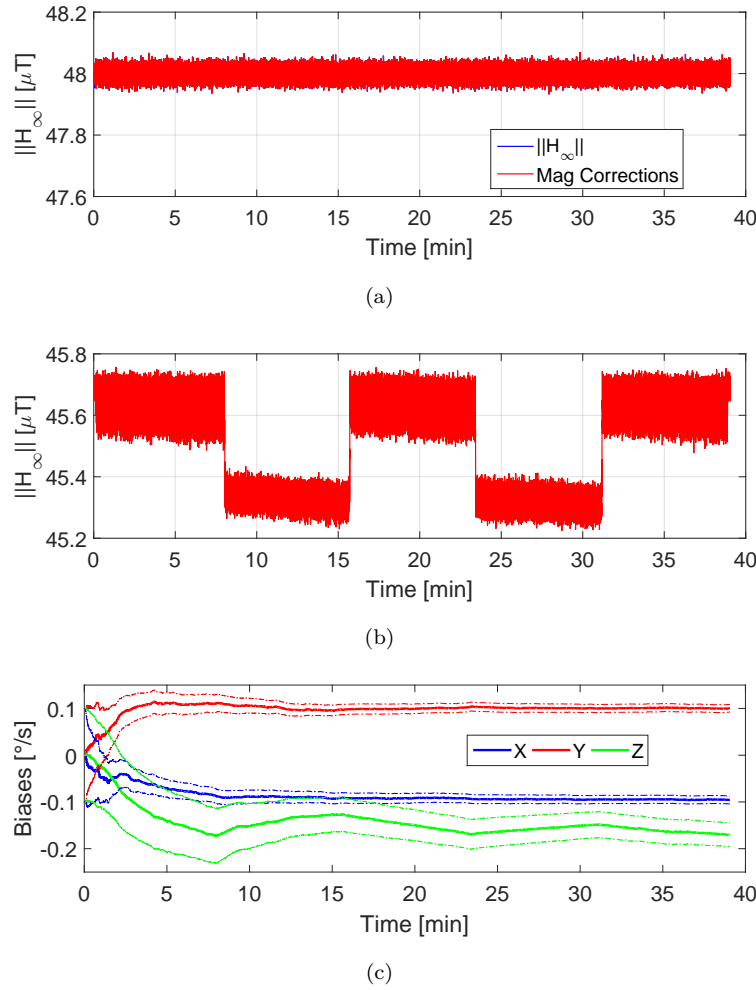 48.2
48
47.8
47.6
||H∞|| [μT]
||H∞||
Mag Corrections
0 5 10 15 20 25 30 35 40
Time [min]
(a)
45.8
45.6
45.4
45.2
||H∞|| [μT]
0 5 10 15 20 25 30 35 40
Time [min]
(b)
0.1
0
-0.1
-0.2
Biases [°/s]
X Y Z
0 5 10 15 20 25 30 35 40
Time [min]
(c)